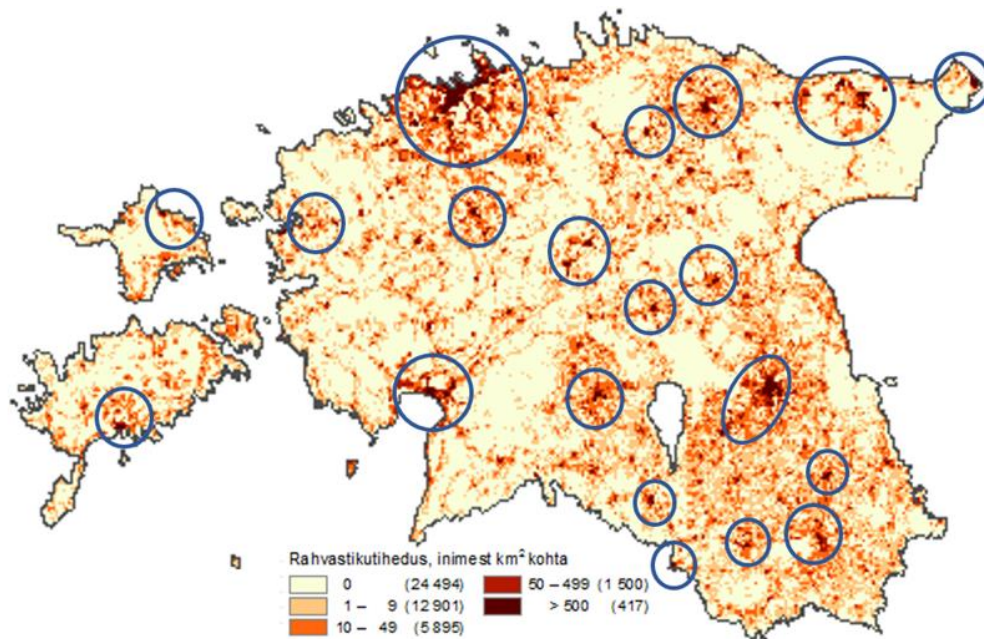 Rahvastikutihedus, inimest km² kohta
0 (24 494)
1 – 9 (12 901)
10 – 49 (5 895)
50 – 499 (1 500)
> 500 (417)